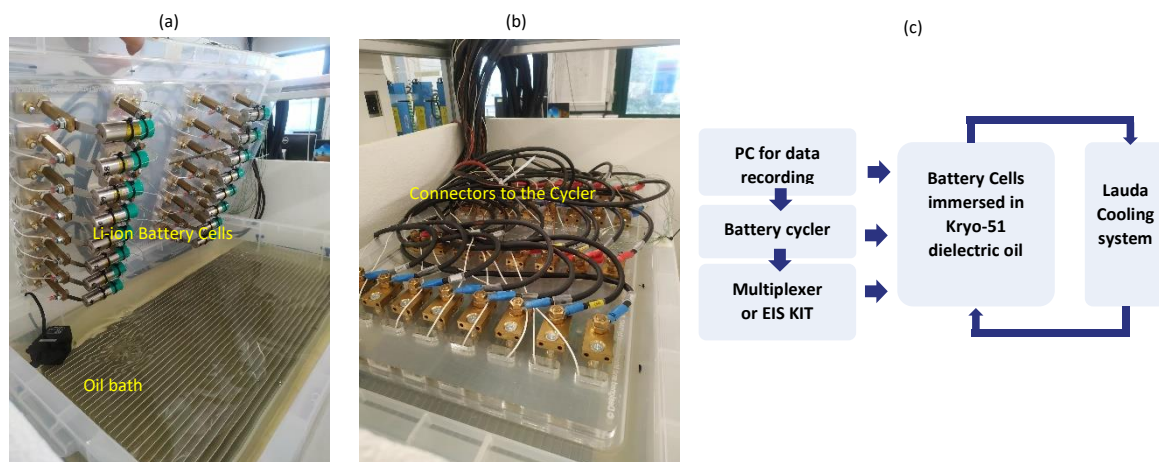 (a)
Li-ion Battery Cells
Oil bath
(b)
Connectors to the Cycler
(c)
PC for data
recording
Battery cycler
Multiplexer
or EIS KIT
Battery Cells
immersed in
Kryo-51
dielectric oil
Lauda
Cooling
system